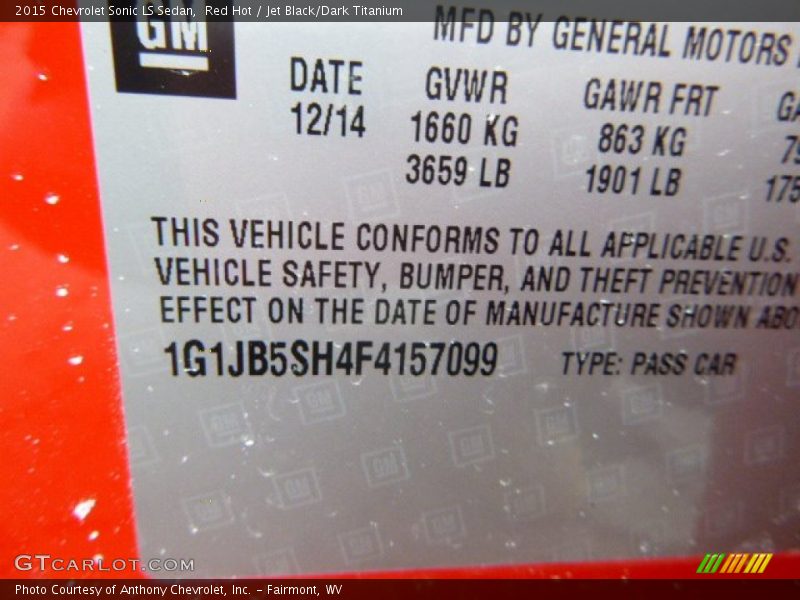 2015 Chevrolet Sonic LS Sedan, Red Hot / Jet Black/Dark Titanium
GM
MFD BY GENERAL MOTORS
DATE GVWR GAWR FRT
12/14 1660 KG 863 KG
3659 LB 1901 LB
THIS VEHICLE CONFORMS TO ALL APPLICABLE U.S.
VEHICLE SAFETY, BUMPER, AND THEFT PREVENTION
EFFECT ON THE DATE OF MANUFACTURE SHOWN ABO
1G1JB5SH4F4157099 TYPE: PASS CAR
GTCARLOT.COM
Photo Courtesy of Anthony Chevrolet, Inc. – Fairmont, WV